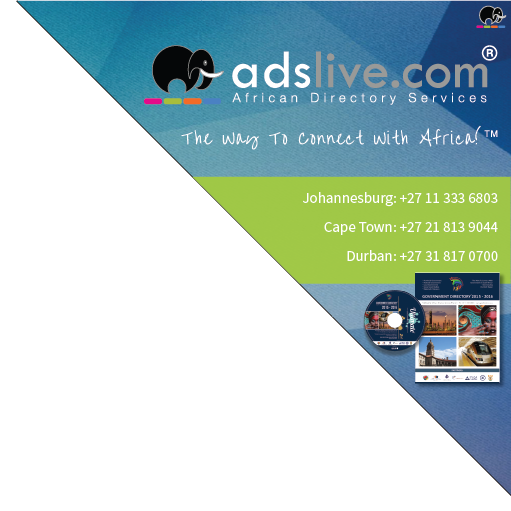 adslive.com®
African Directory Services
The Way To Connect With Africa!™
Johannesburg: +27 11 333 6803
Cape Town: +27 21 813 9044
Durban: +27 31 817 0700
GOVERNMENT DIRECTORY 2015 - 2016